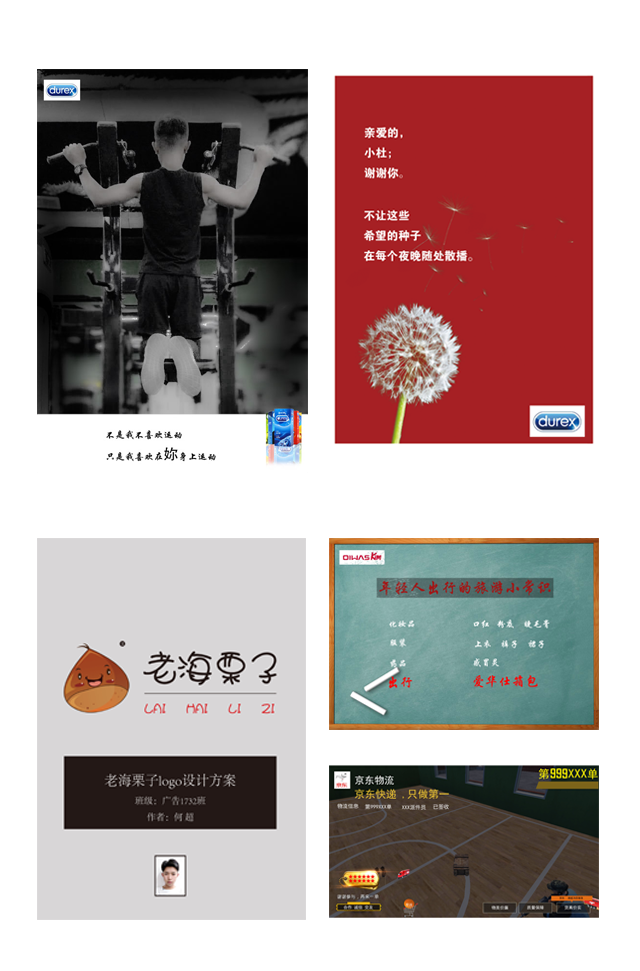 durex
不是我不喜欢运动
只是我喜欢在妳身上运动
亲爱的，
小杜；
谢谢你。
不让这些
希望的种子
在每个夜晚随处散播。
durex
老海栗子
LAI HAI LI ZI
老海栗子logo设计方案
班级：广告1732班
作者：何 超
年轻人出行的旅游小常识
化妆品 口红 粉底 睫毛膏
服装 上衣 裤子 裙子
感冒灵
出行 爱华仕箱包
京东物流
京东快递，只做第一
物流信息 第999XXX单 XXX派件员 已签收
第999XXX单